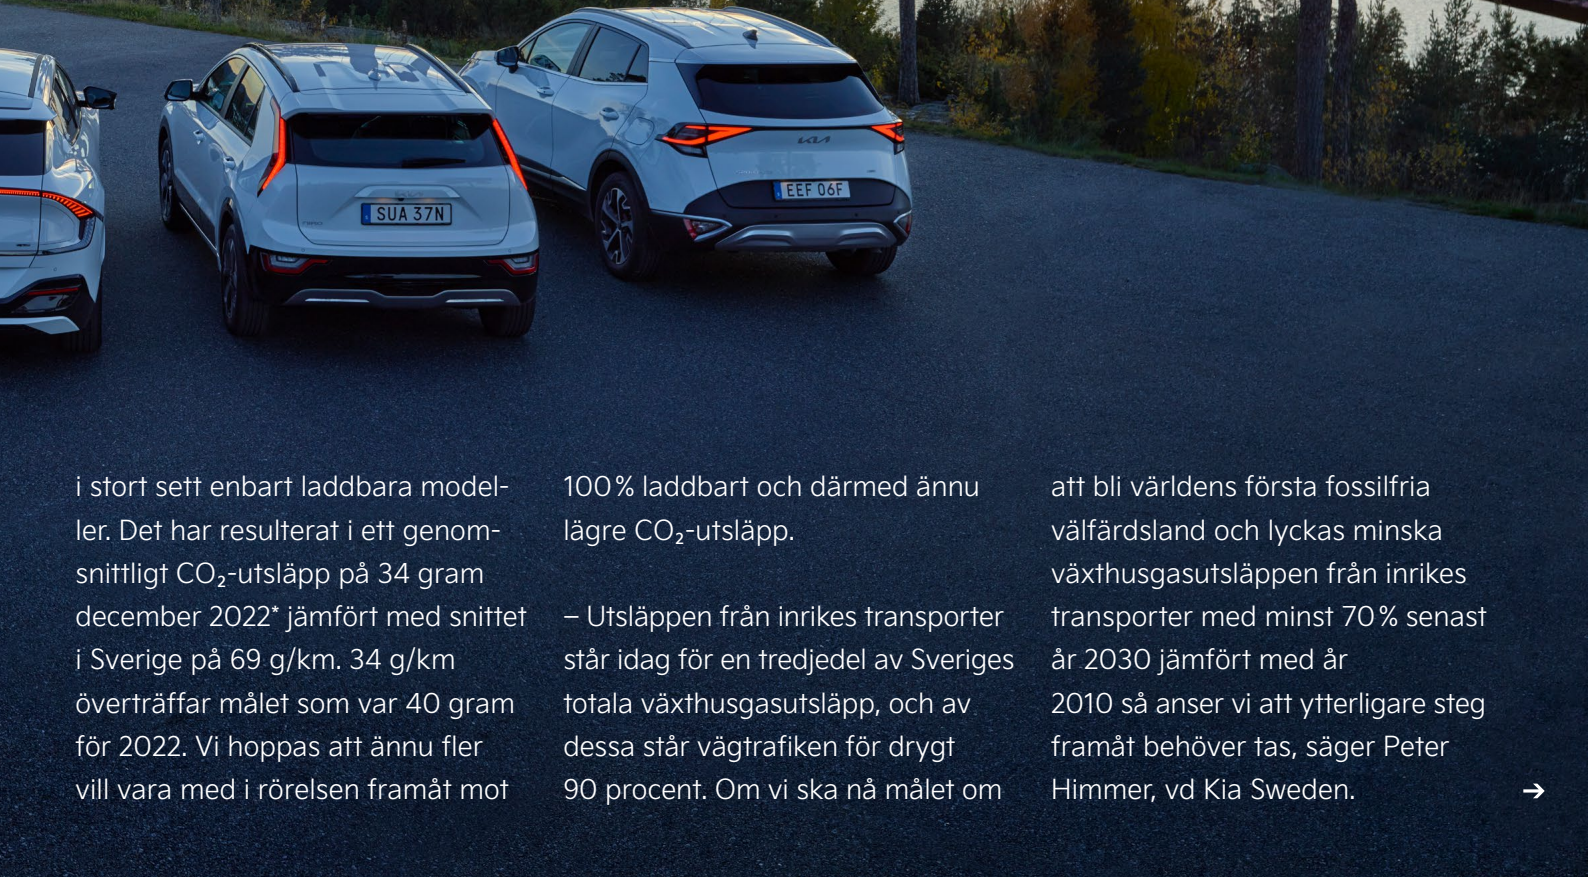 KIA
SUA 37N
EEF 06F
i stort sett enbart laddbara model-
ler. Det har resulterat i ett genom-
snittligt CO₂-utsläpp på 34 gram
december 2022* jämfört med snittet
i Sverige på 69 g/km. 34 g/km
överträffar målet som var 40 gram
för 2022. Vi hoppas att ännu fler
vill vara med i rörelsen framåt mot
100 % laddbart och därmed ännu
lägre CO₂-utsläpp.
– Utsläppen från inrikes transporter
står idag för en tredjedel av Sveriges
totala växthusgasutsläpp, och av
dessa står vägtrafiken för drygt
90 procent. Om vi ska nå målet om
att bli världens första fossilfria
välfärdsland och lyckas minska
växthusgasutsläppen från inrikes
transporter med minst 70 % senast
år 2030 jämfört med år
2010 så anser vi att ytterligare steg
framåt behöver tas, säger Peter
Himmer, vd Kia Sweden.
→